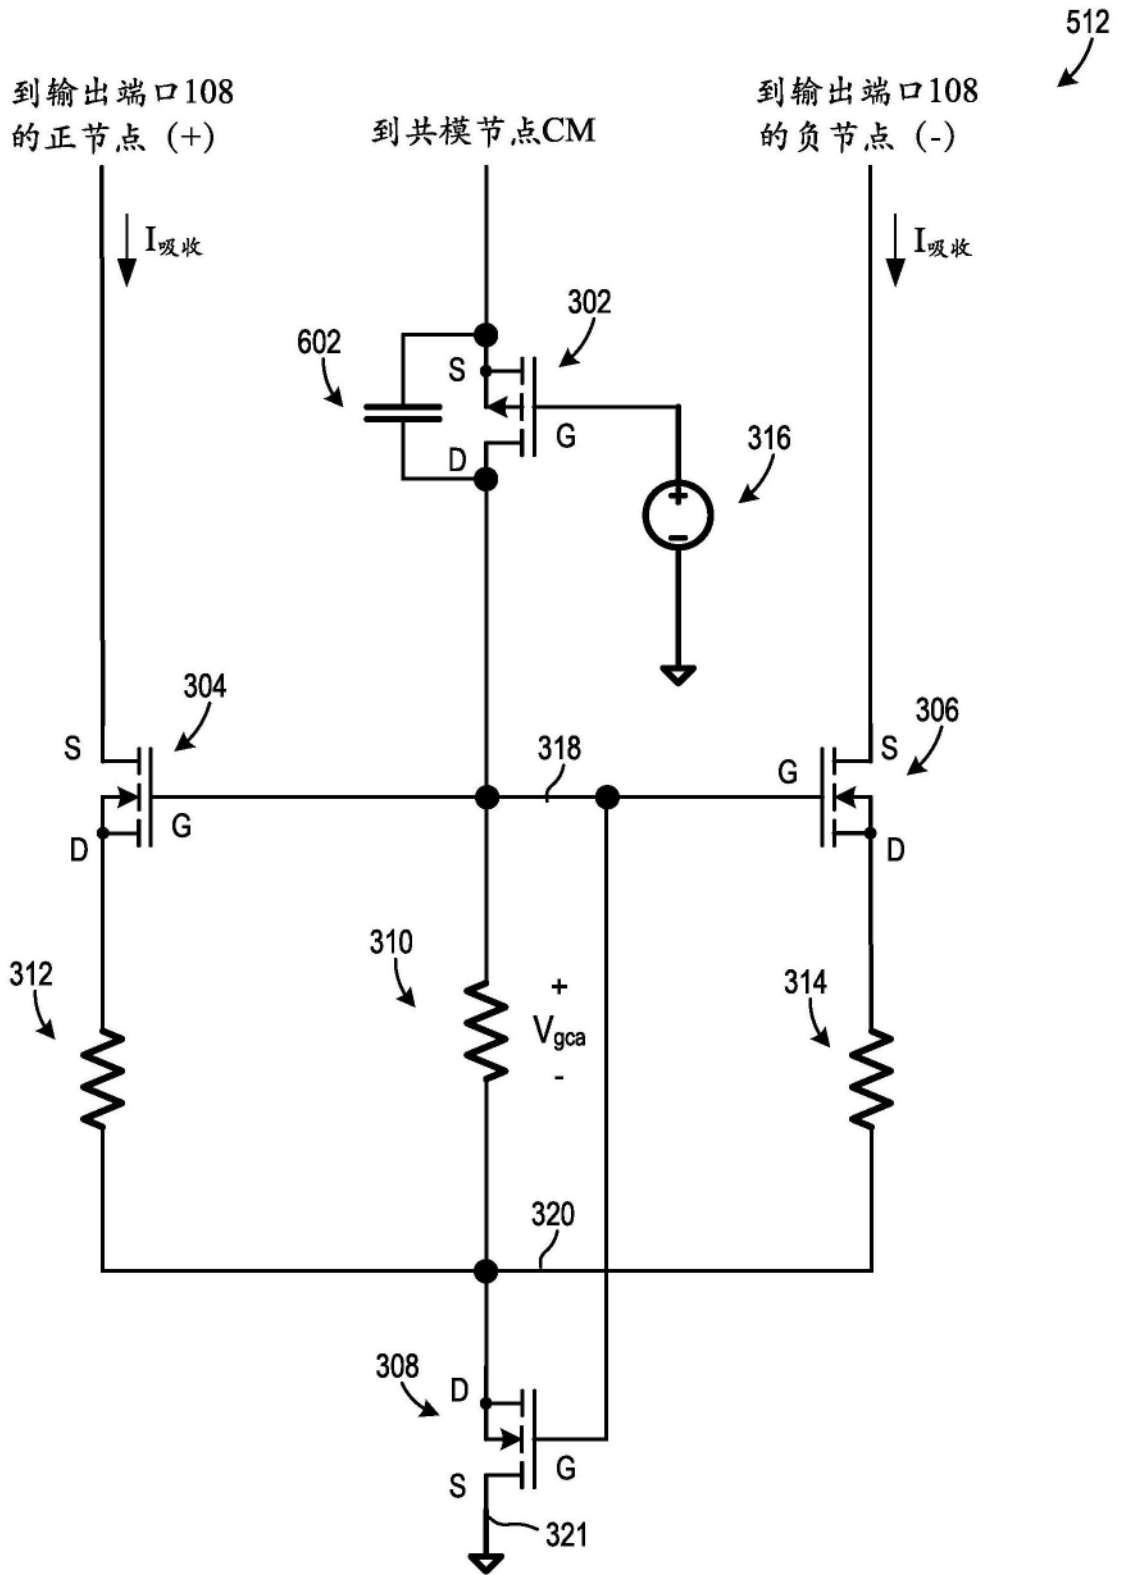 512
到输出端口108
的正节点 (+)
到共模节点CM
到输出端口108
的负节点 (-)
I吸收
I吸收
302
602
S
G
D
316
+
-
304
306
S
G
D
318
G
S
D
310
312
314
+
Vgca
-
320
308
D
G
S
321